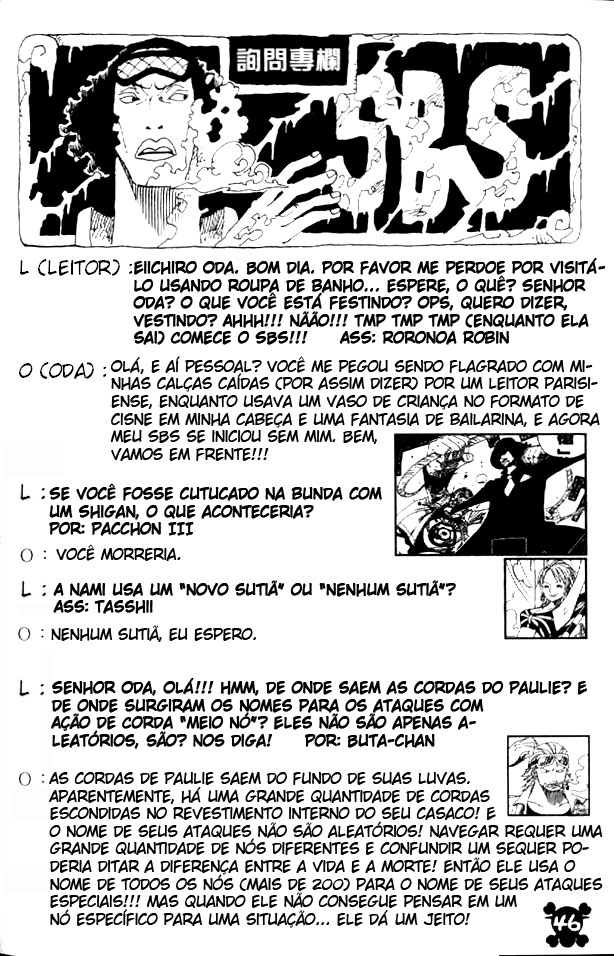 詢問專欄
SBS
L (LEITOR) : EIICHIRO ODA. BOM DIA. POR FAVOR ME PERDOE POR VISITÁ-
LO USANDO ROUPA DE BANHO... ESPERE, O QUÊ? SENHOR
ODA? O QUE VOCÊ ESTÁ FESTINDO? OPS, QUERO DIZER,
VESTINDO? AHHH!!! NÃÃO!!! TMP TMP TMP (ENQUANTO ELA
SAI) COMECE O SBS!!! ASS: RORONOA ROBIN
O (ODA) : OLÁ, E AÍ PESSOAL? VOCÊ ME PEGOU SENDO FLAGRADO COM MI-
NHAS CALÇAS CAÍDAS (POR ASSIM DIZER) POR UM LEITOR PARISI-
ENSE, ENQUANTO USAVA UM VASO DE CRIANÇA NO FORMATO DE
CISNE EM MINHA CABEÇA E UMA FANTASIA DE BAILARINA, E AGORA
MEU SBS SE INICIOU SEM MIM. BEM,
VAMOS EM FRENTE!!!
L : SE VOCÊ FOSSE CUTUCADO NA BUNDA COM
UM SHIGAN, O QUE ACONTECERIA?
POR: PACCHON III
O : VOCÊ MORRERIA.
L : A NAMI USA UM "NOVO SUTIÃ" OU "NENHUM SUTIÃ"?
ASS: TASSHII
O : NENHUM SUTIÃ, EU ESPERO.
L : SENHOR ODA, OLÁ!!! HMM, DE ONDE SAEM AS CORDAS DO PAULIE? E
DE ONDE SURGIRAM OS NOMES PARA OS ATAQUES COM
AÇÃO DE CORDA "MEIO NÓ"? ELES NÃO SÃO APENAS A-
LEATÓRIOS, SÃO? NOS DIGA! POR: BUTA-CHAN
O : AS CORDAS DE PAULIE SAEM DO FUNDO DE SUAS LUVAS.
APARENTEMENTE, HÁ UMA GRANDE QUANTIDADE DE CORDAS
ESCONDIDAS NO REVESTIMENTO INTERNO DO SEU CASACO! E
O NOME DE SEUS ATAQUES NÃO SÃO ALEATÓRIOS! NAVEGAR REQUER UMA
GRANDE QUANTIDADE DE NÓS DIFERENTES E CONFUNDIR UM SEQUER PO-
DERIA DITAR A DIFERENÇA ENTRE A VIDA E A MORTE! ENTÃO ELE USA O
NOME DE TODOS OS NÓS (MAIS DE 200) PARA O NOME DE SEUS ATAQUES
ESPECIAIS!!! MAS QUANDO ELE NÃO CONSEGUE PENSAR EM UM
NÓ ESPECÍFICO PARA UMA SITUAÇÃO... ELE DÁ UM JEITO!
46